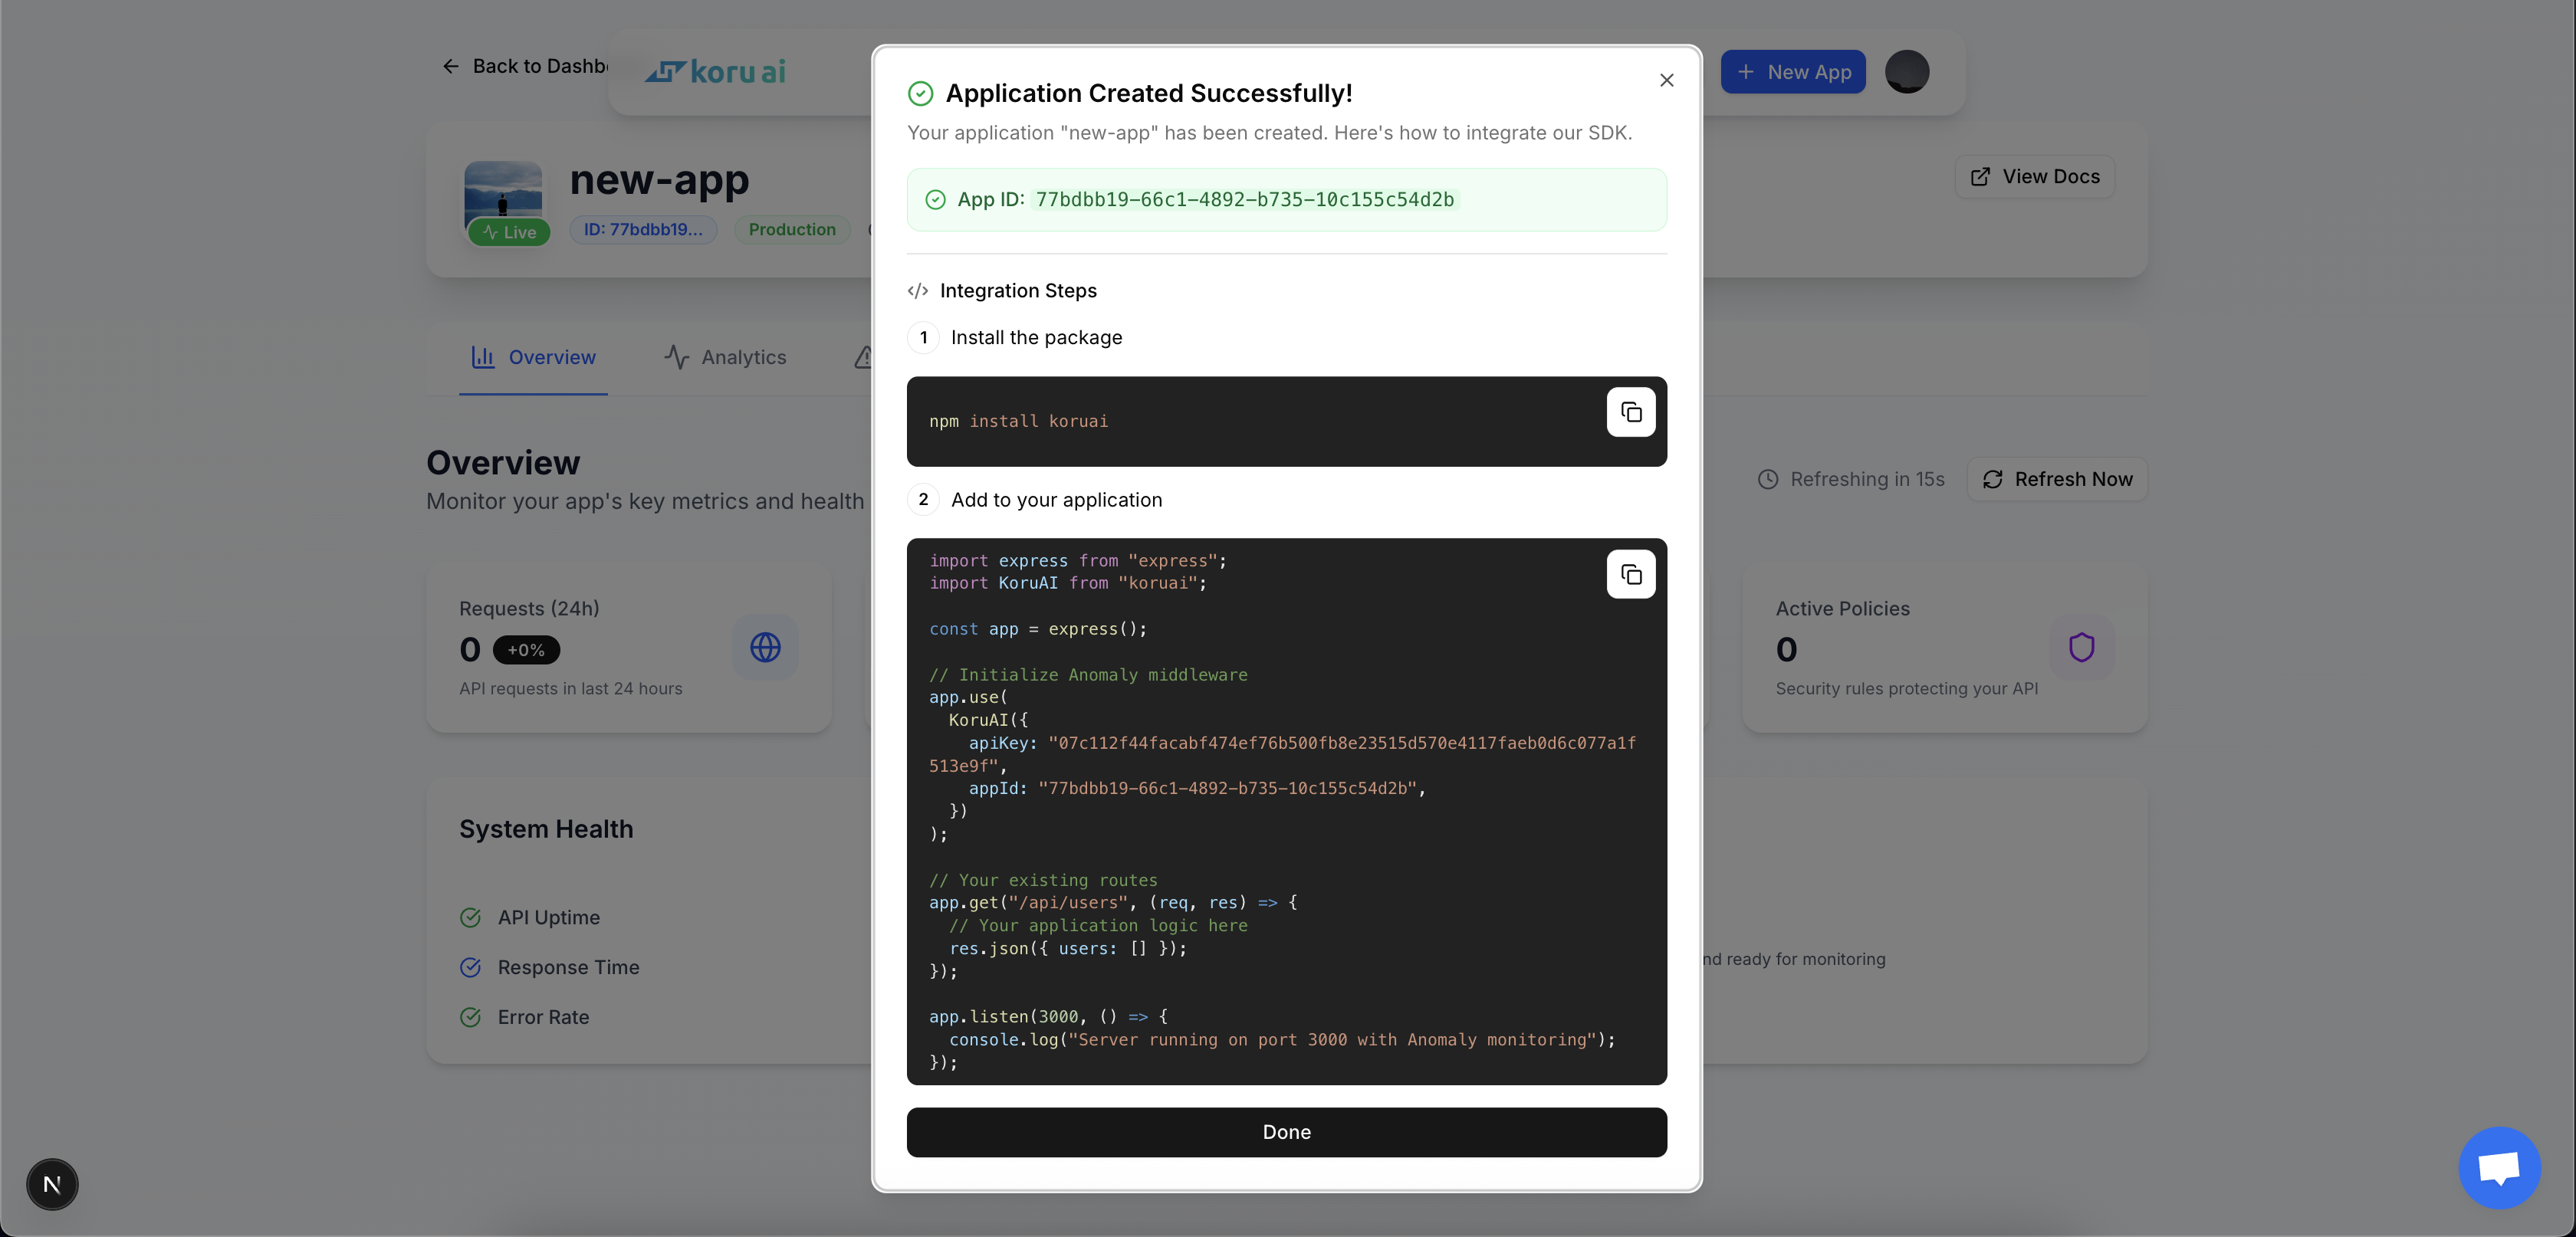 Back to Dashb
koru ai
New App
new-app
Live
ID: 77bdbb19...
Production
View Docs
Overview
Analytics
Overview
Monitor your app's key metrics and health
Refreshing in 15s
Refresh Now
Requests (24h)
0 +0%
API requests in last 24 hours
Active Policies
0
Security rules protecting your API
System Health
API Uptime
Response Time
Error Rate
nd ready for monitoring
Application Created Successfully!
Your application "new-app" has been created. Here's how to integrate our SDK.
App ID: 77bdbb19-66c1-4892-b735-10c155c54d2b
</> Integration Steps
1 Install the package
npm install koruai
2 Add to your application
import express from "express";
import KoruAI from "koruai";
const app = express();
// Initialize Anomaly middleware
app.use(
  KoruAI({
    apiKey: "07c112f44facabf474ef76b500fb8e23515d570e4117faeb0d6c077a1f
513e9f",
    appId: "77bdbb19-66c1-4892-b735-10c155c54d2b",
  })
);
// Your existing routes
app.get("/api/users", (req, res) => {
  // Your application logic here
  res.json({ users: [] });
});
app.listen(3000, () => {
  console.log("Server running on port 3000 with Anomaly monitoring");
});
Done
N